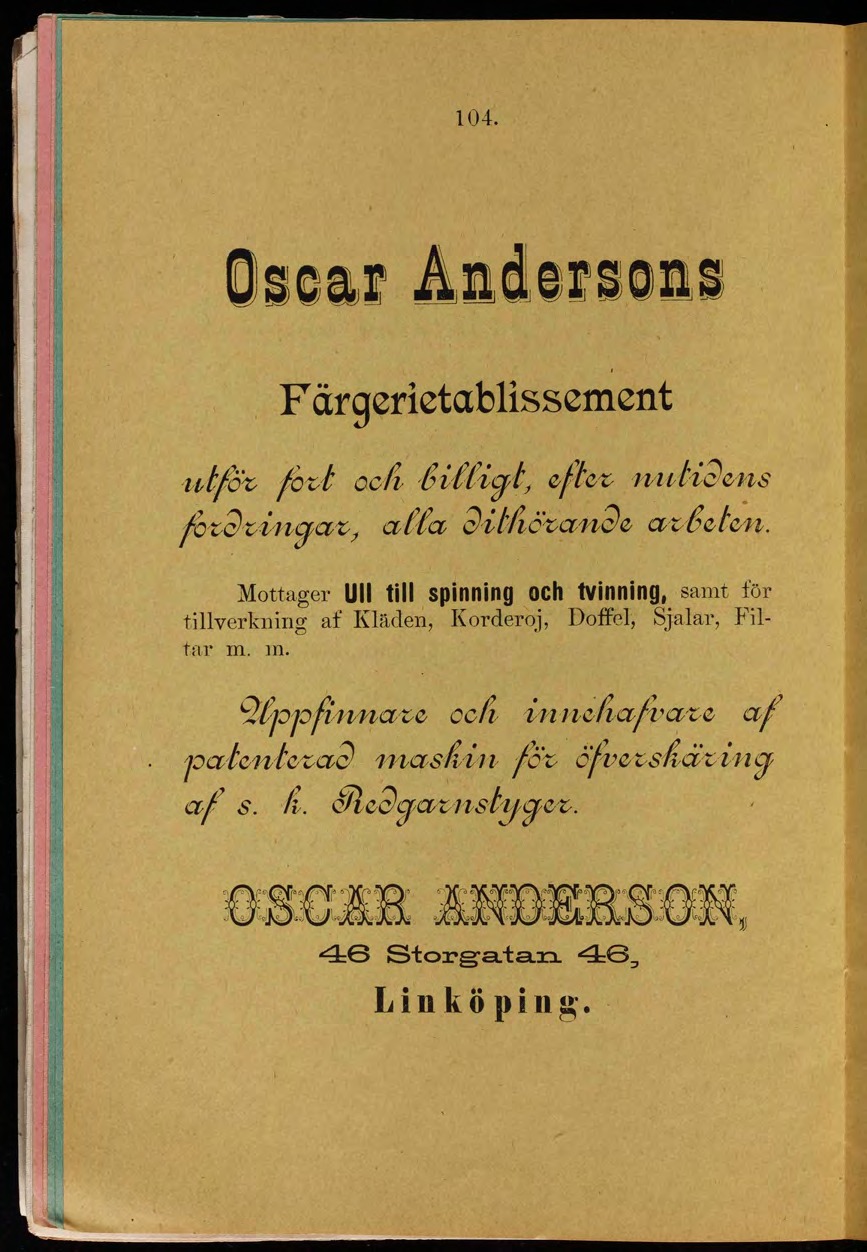 104.
Oscar Andersons
Färgerietablissement
utför fort och billigt, efter nutidens
fordringar, alla dithörande arbeten.
Mottager Ull till spinning och tvinning, samt för
tillverkning af Kläden, Korderoj, Doffel, Sjalar, Fil-
tar m. m.
Uppfinnare och innehafvare af
patenterad maskin för öfverskäring
af s. k. Redgarnstyger.
OSCAR ANDERSON,
46 Storgatan 46,
Linköping.